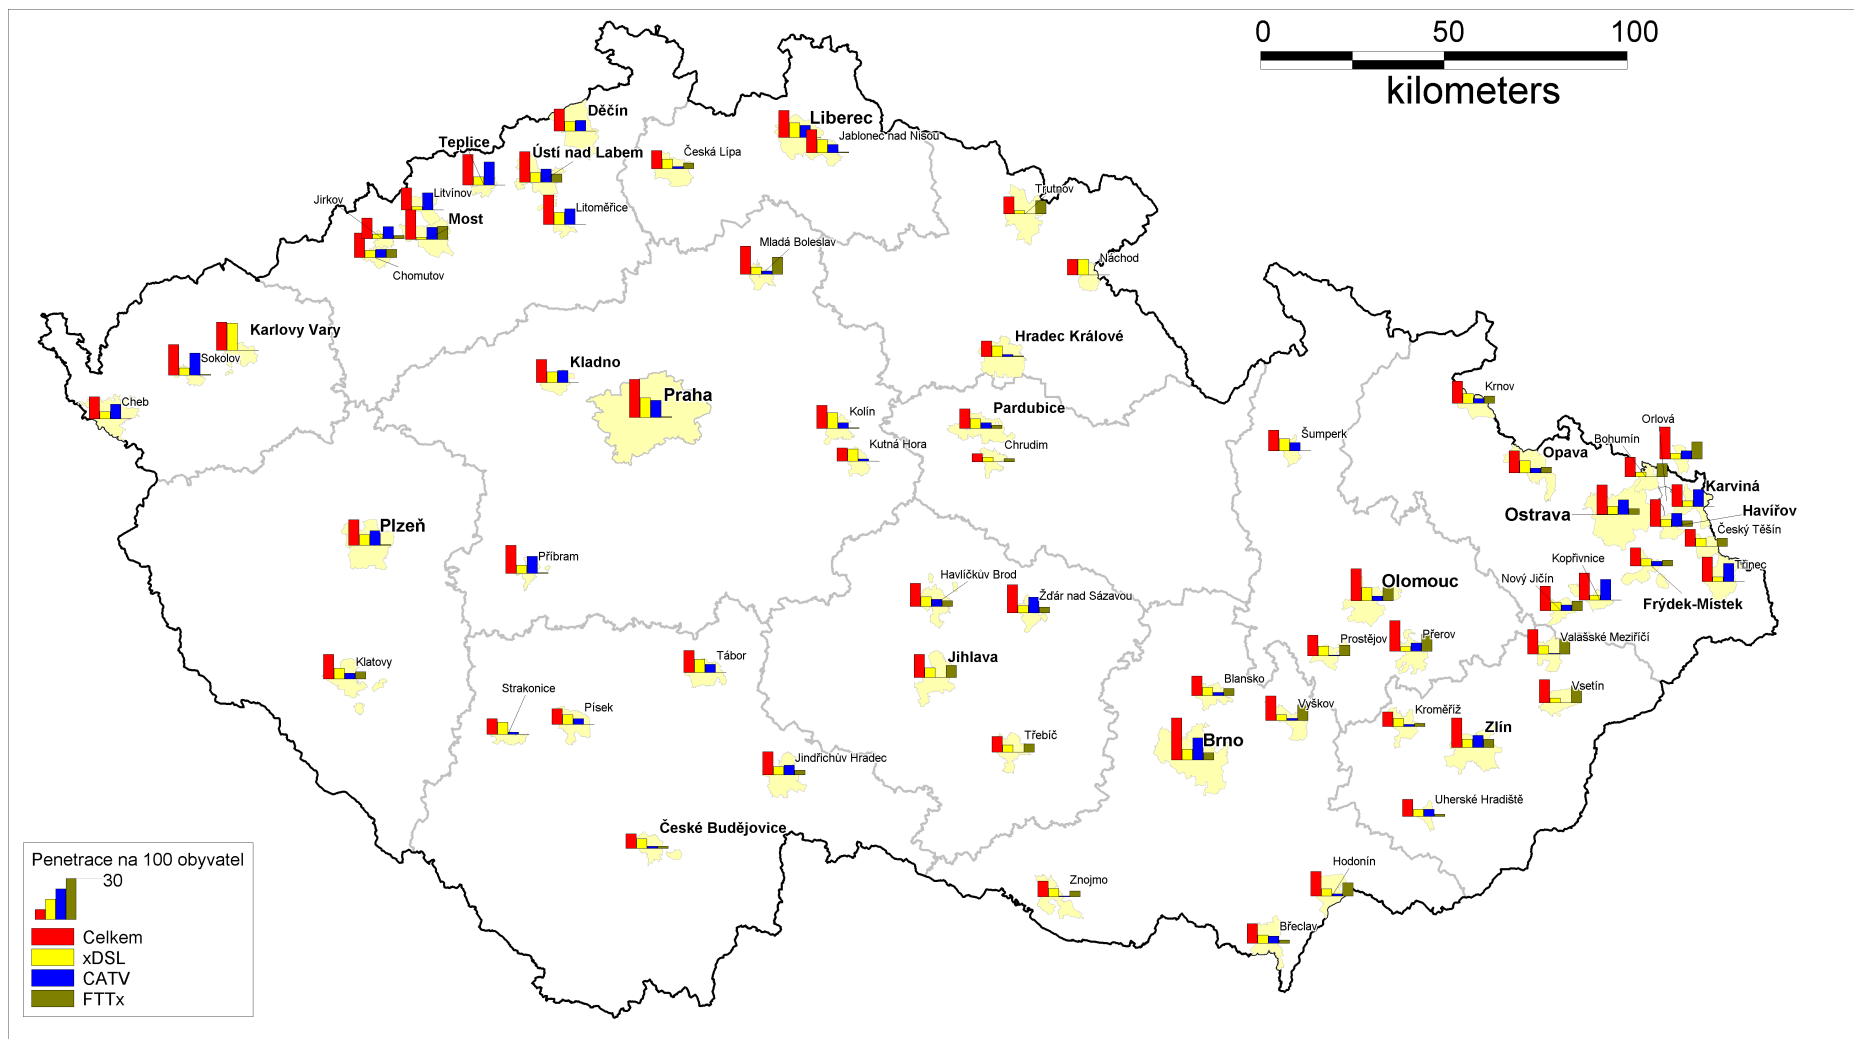 0 50 100
kilometers
Děčín
Liberec
Jablonec nad Nisou
Teplice
Ústí nad Labem
Česká Lípa
Litvínov
Trutnov
Jirkov
Most
Litoměřice
Mladá Boleslav
Chomutov
Náchod
Karlovy Vary
Sokolov
Hradec Králové
Kladno
Krnov
Praha
Cheb
Kolín
Pardubice
Kutná Hora
Chrudim
Šumperk
Orlová
Bohumín
Opava
Karviná
Ostrava
Havířov
Český Těšín
Plzeň
Příbram
Kopřivnice
Třinec
Havlíčkův Brod
Žďár nad Sázavou
Olomouc
Nový Jičín
Frýdek-Místek
Klatovy
Tábor
Jihlava
Prostějov
Přerov
Valašské Meziříčí
Strakonice
Písek
Blansko
Vsetín
Vyškov
Kroměříž
Třebíč
Brno
Zlín
Jindřichův Hradec
Uherské Hradiště
České Budějovice
Hodonín
Znojmo
Břeclav
Penetrace na 100 obyvatel
30
Celkem
xDSL
CATV
FTTx